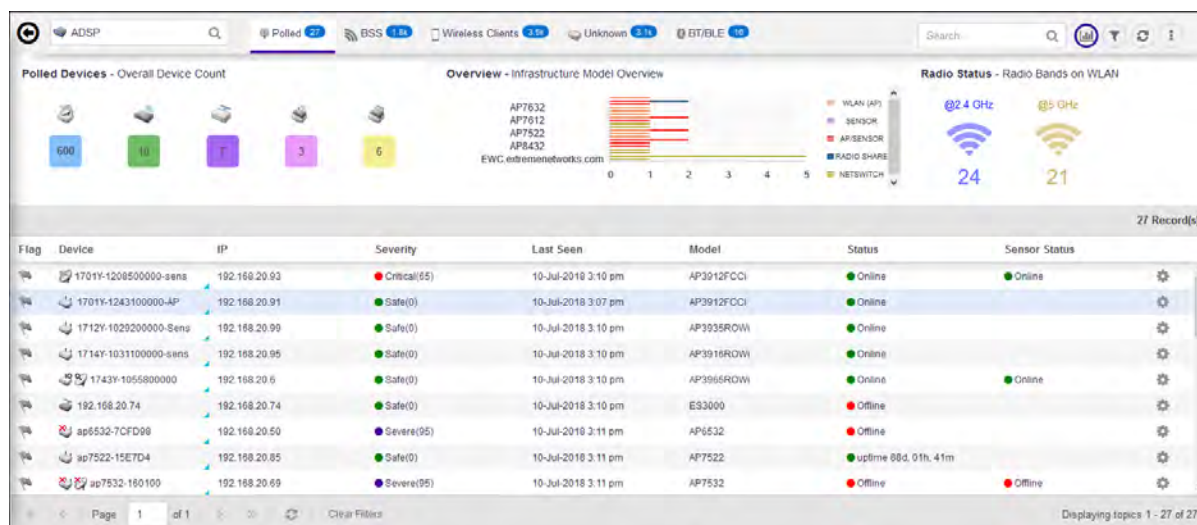 ADSP Polled 27 BSS 1.8k Wireless Clients 3.5k Unknown 3.1k BT/BLE 16 Search...
Polled Devices - Overall Device Count
600 10 7 3 6
Overview - Infrastructure Model Overview
AP7632
AP7612
AP7522
AP8432
EWC.extremenetworks.com
0 1 2 3 4 5
WLAN (AP)
SENSOR
AP/SENSOR
RADIO SHARE
NETSWITCH
Radio Status - Radio Bands on WLAN
@2.4 GHz @5 GHz
24 21
27 Record(s
Flag Device IP Severity Last Seen Model Status Sensor Status
1701Y-1208500000-sens 192.168.20.93 Critical(65) 10-Jul-2018 3:10 pm AP3912FCCi Online Online
1701Y-1243100000-AP 192.168.20.91 Safe(0) 10-Jul-2018 3:07 pm AP3912FCCi Online
1712Y-1029200000-Sens 192.168.20.99 Safe(0) 10-Jul-2018 3:10 pm AP3935ROWi Online
1714Y-1031100000-sens 192.168.20.95 Safe(0) 10-Jul-2018 3:10 pm AP3916ROWi Online
1743Y-1055800000 192.168.20.6 Safe(0) 10-Jul-2018 3:10 pm AP3965ROWi Online Online
192.168.20.74 192.168.20.74 Safe(0) 10-Jul-2018 3:10 pm ES3000 Offline
ap6532-7CFD98 192.168.20.50 Severe(95) 10-Jul-2018 3:11 pm AP6532 Offline
ap7522-15E7D4 192.168.20.85 Safe(0) 10-Jul-2018 3:11 pm AP7522 uptime 88d, 01h, 41m
ap7532-160100 192.168.20.69 Severe(95) 10-Jul-2018 3:11 pm AP7532 Offline Offline
Page 1 of 1 Clear Filters Displaying topics 1 - 27 of 27